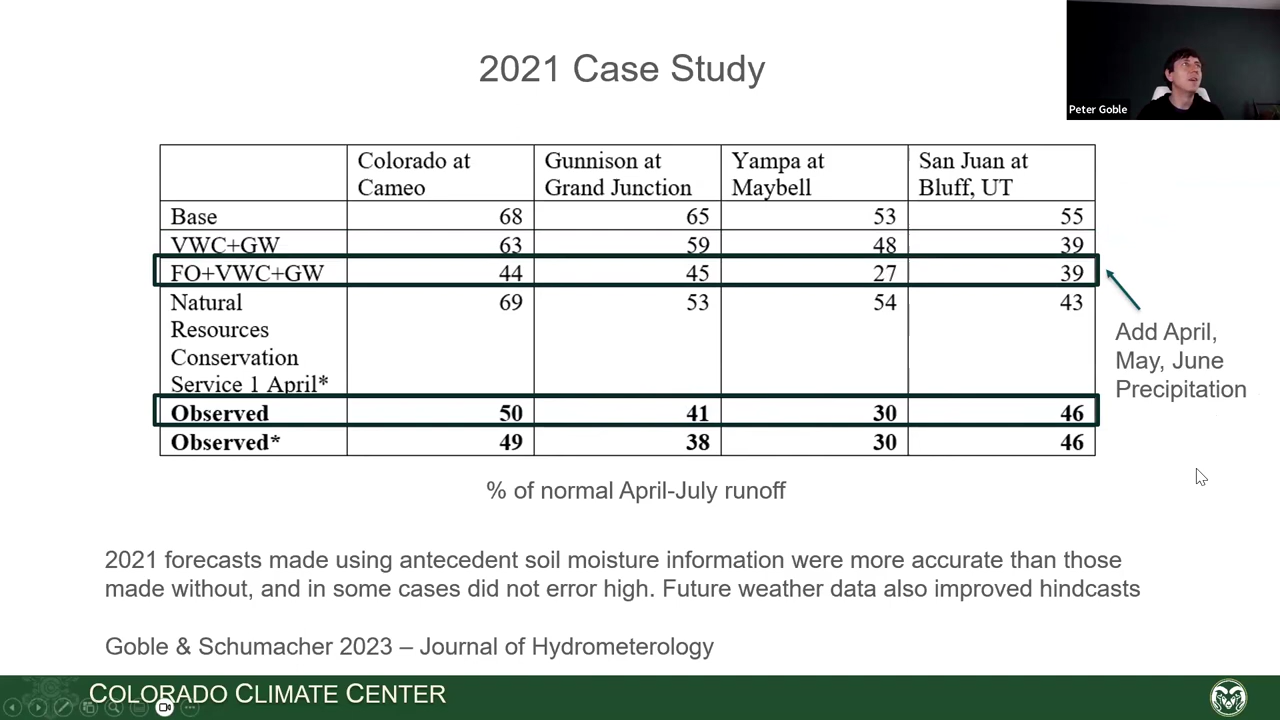 2021 Case Study
Peter Goble
Colorado at Cameo
Gunnison at Grand Junction
Yampa at Maybell
San Juan at Bluff, UT
Base 68 65 53 55
VWC+GW 63 59 48 39
FO+VWC+GW 44 45 27 39
Natural 69 53 54 43
Resources
Conservation
Service 1 April*
Observed 50 41 30 46
Observed* 49 38 30 46
Add April,
May, June
Precipitation
% of normal April-July runoff
2021 forecasts made using antecedent soil moisture information were more accurate than those
made without, and in some cases did not error high. Future weather data also improved hindcasts
Goble & Schumacher 2023 – Journal of Hydrometerology
COLORADO CLIMATE CENTER